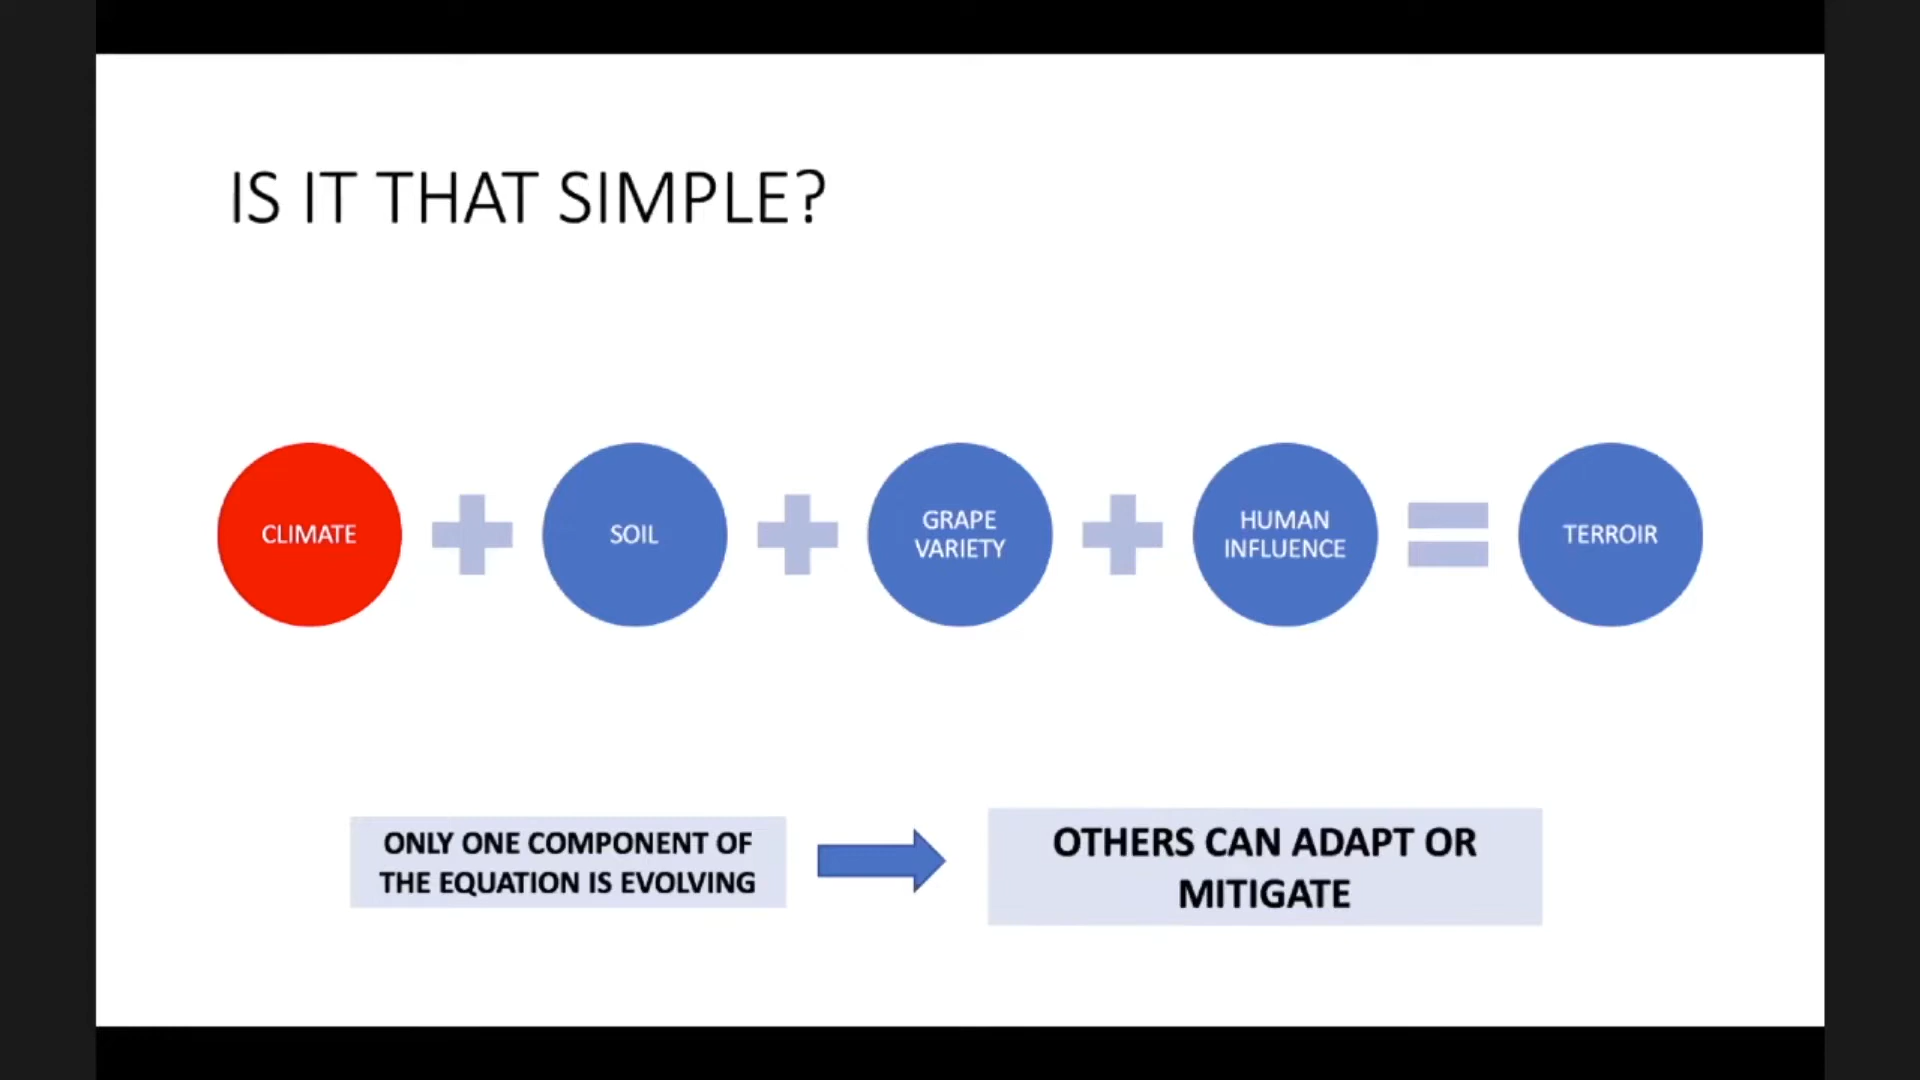 IS IT THAT SIMPLE?
CLIMATE
SOIL
GRAPE
VARIETY
HUMAN
INFLUENCE
TERROIR
ONLY ONE COMPONENT OF
THE EQUATION IS EVOLVING
OTHERS CAN ADAPT OR
MITIGATE